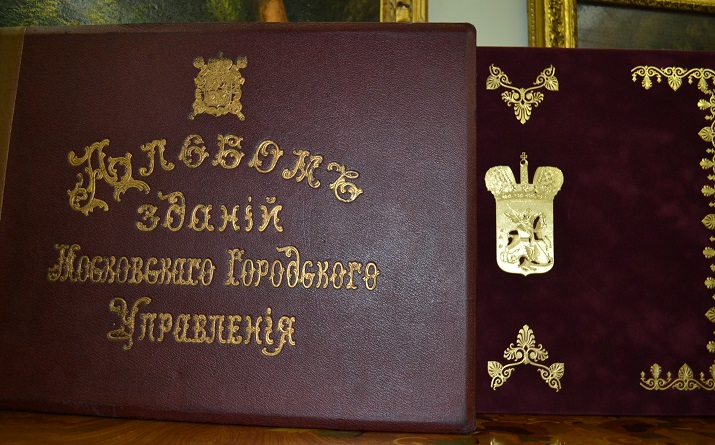 Альбомъ
зданій
Московскаго Городского
Управленія